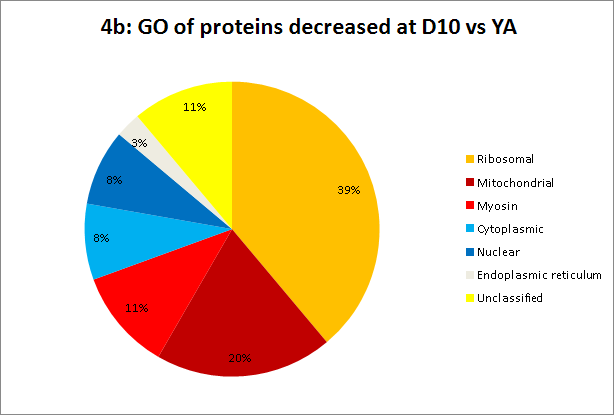 4b: GO of proteins decreased at D10 vs YA
11%
3%
8%
39%
8%
11%
20%
Ribosomal
Mitochondrial
Myosin
Cytoplasmic
Nuclear
Endoplasmic reticulum
Unclassified